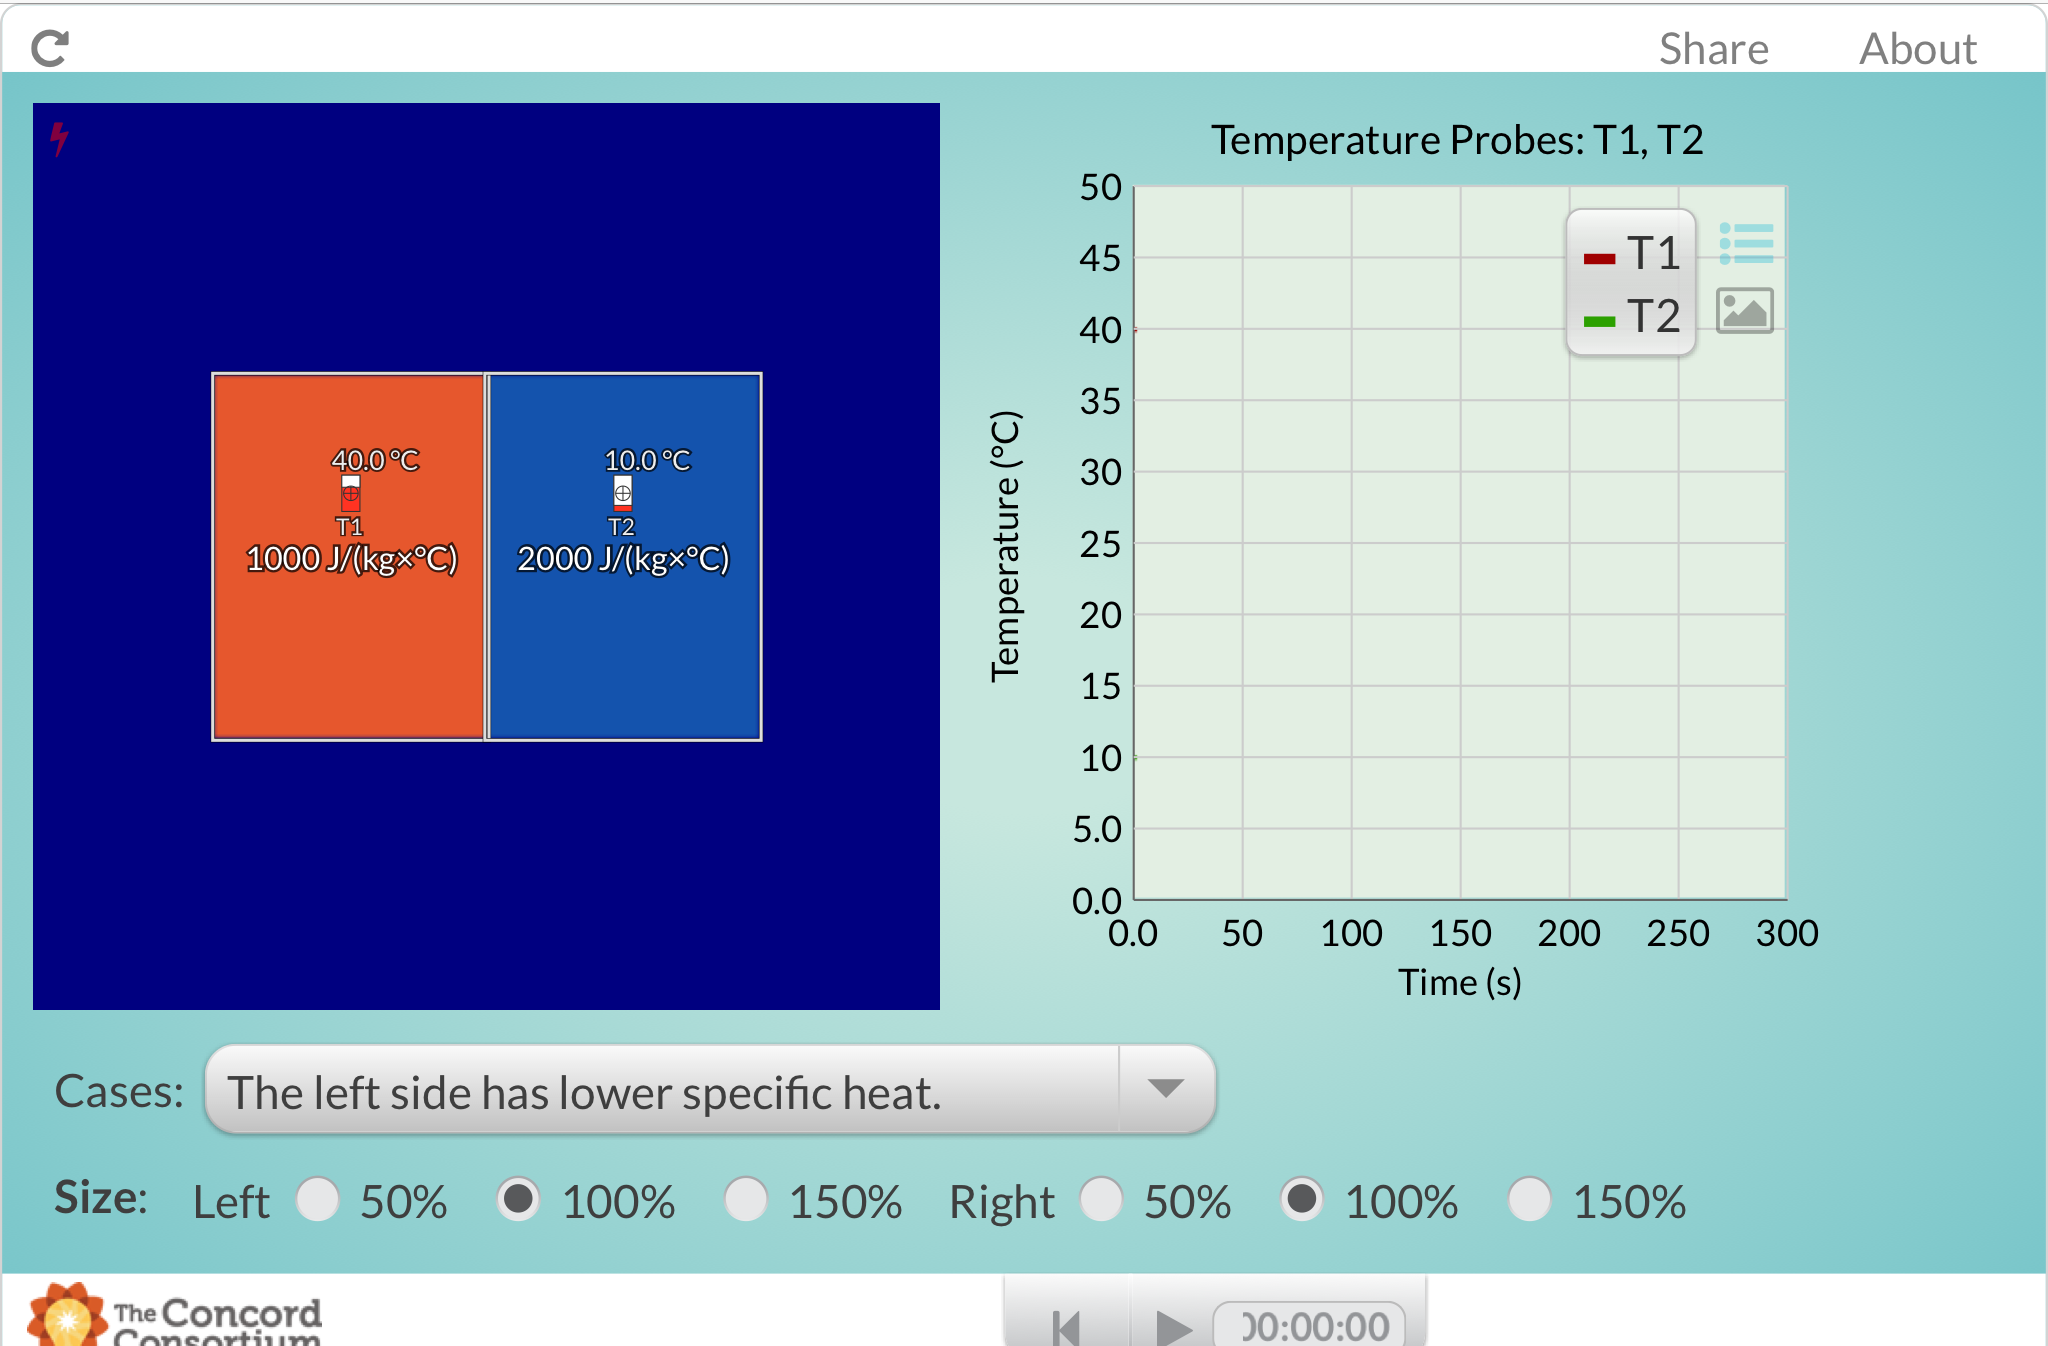 Share About
Temperature Probes: T1, T2
50
45
40
35
30
25
20
15
10
5.0
0.0
0.0 50 100 150 200 250 300
Temperature (°C)
Time (s)
T1
T2
40.0 °C
T1
1000 J/(kg×°C)
10.0 °C
T2
2000 J/(kg×°C)
Cases: The left side has lower specific heat.
Size: Left 50% 100% 150% Right 50% 100% 150%
The Concord
Consortium
00:00:00